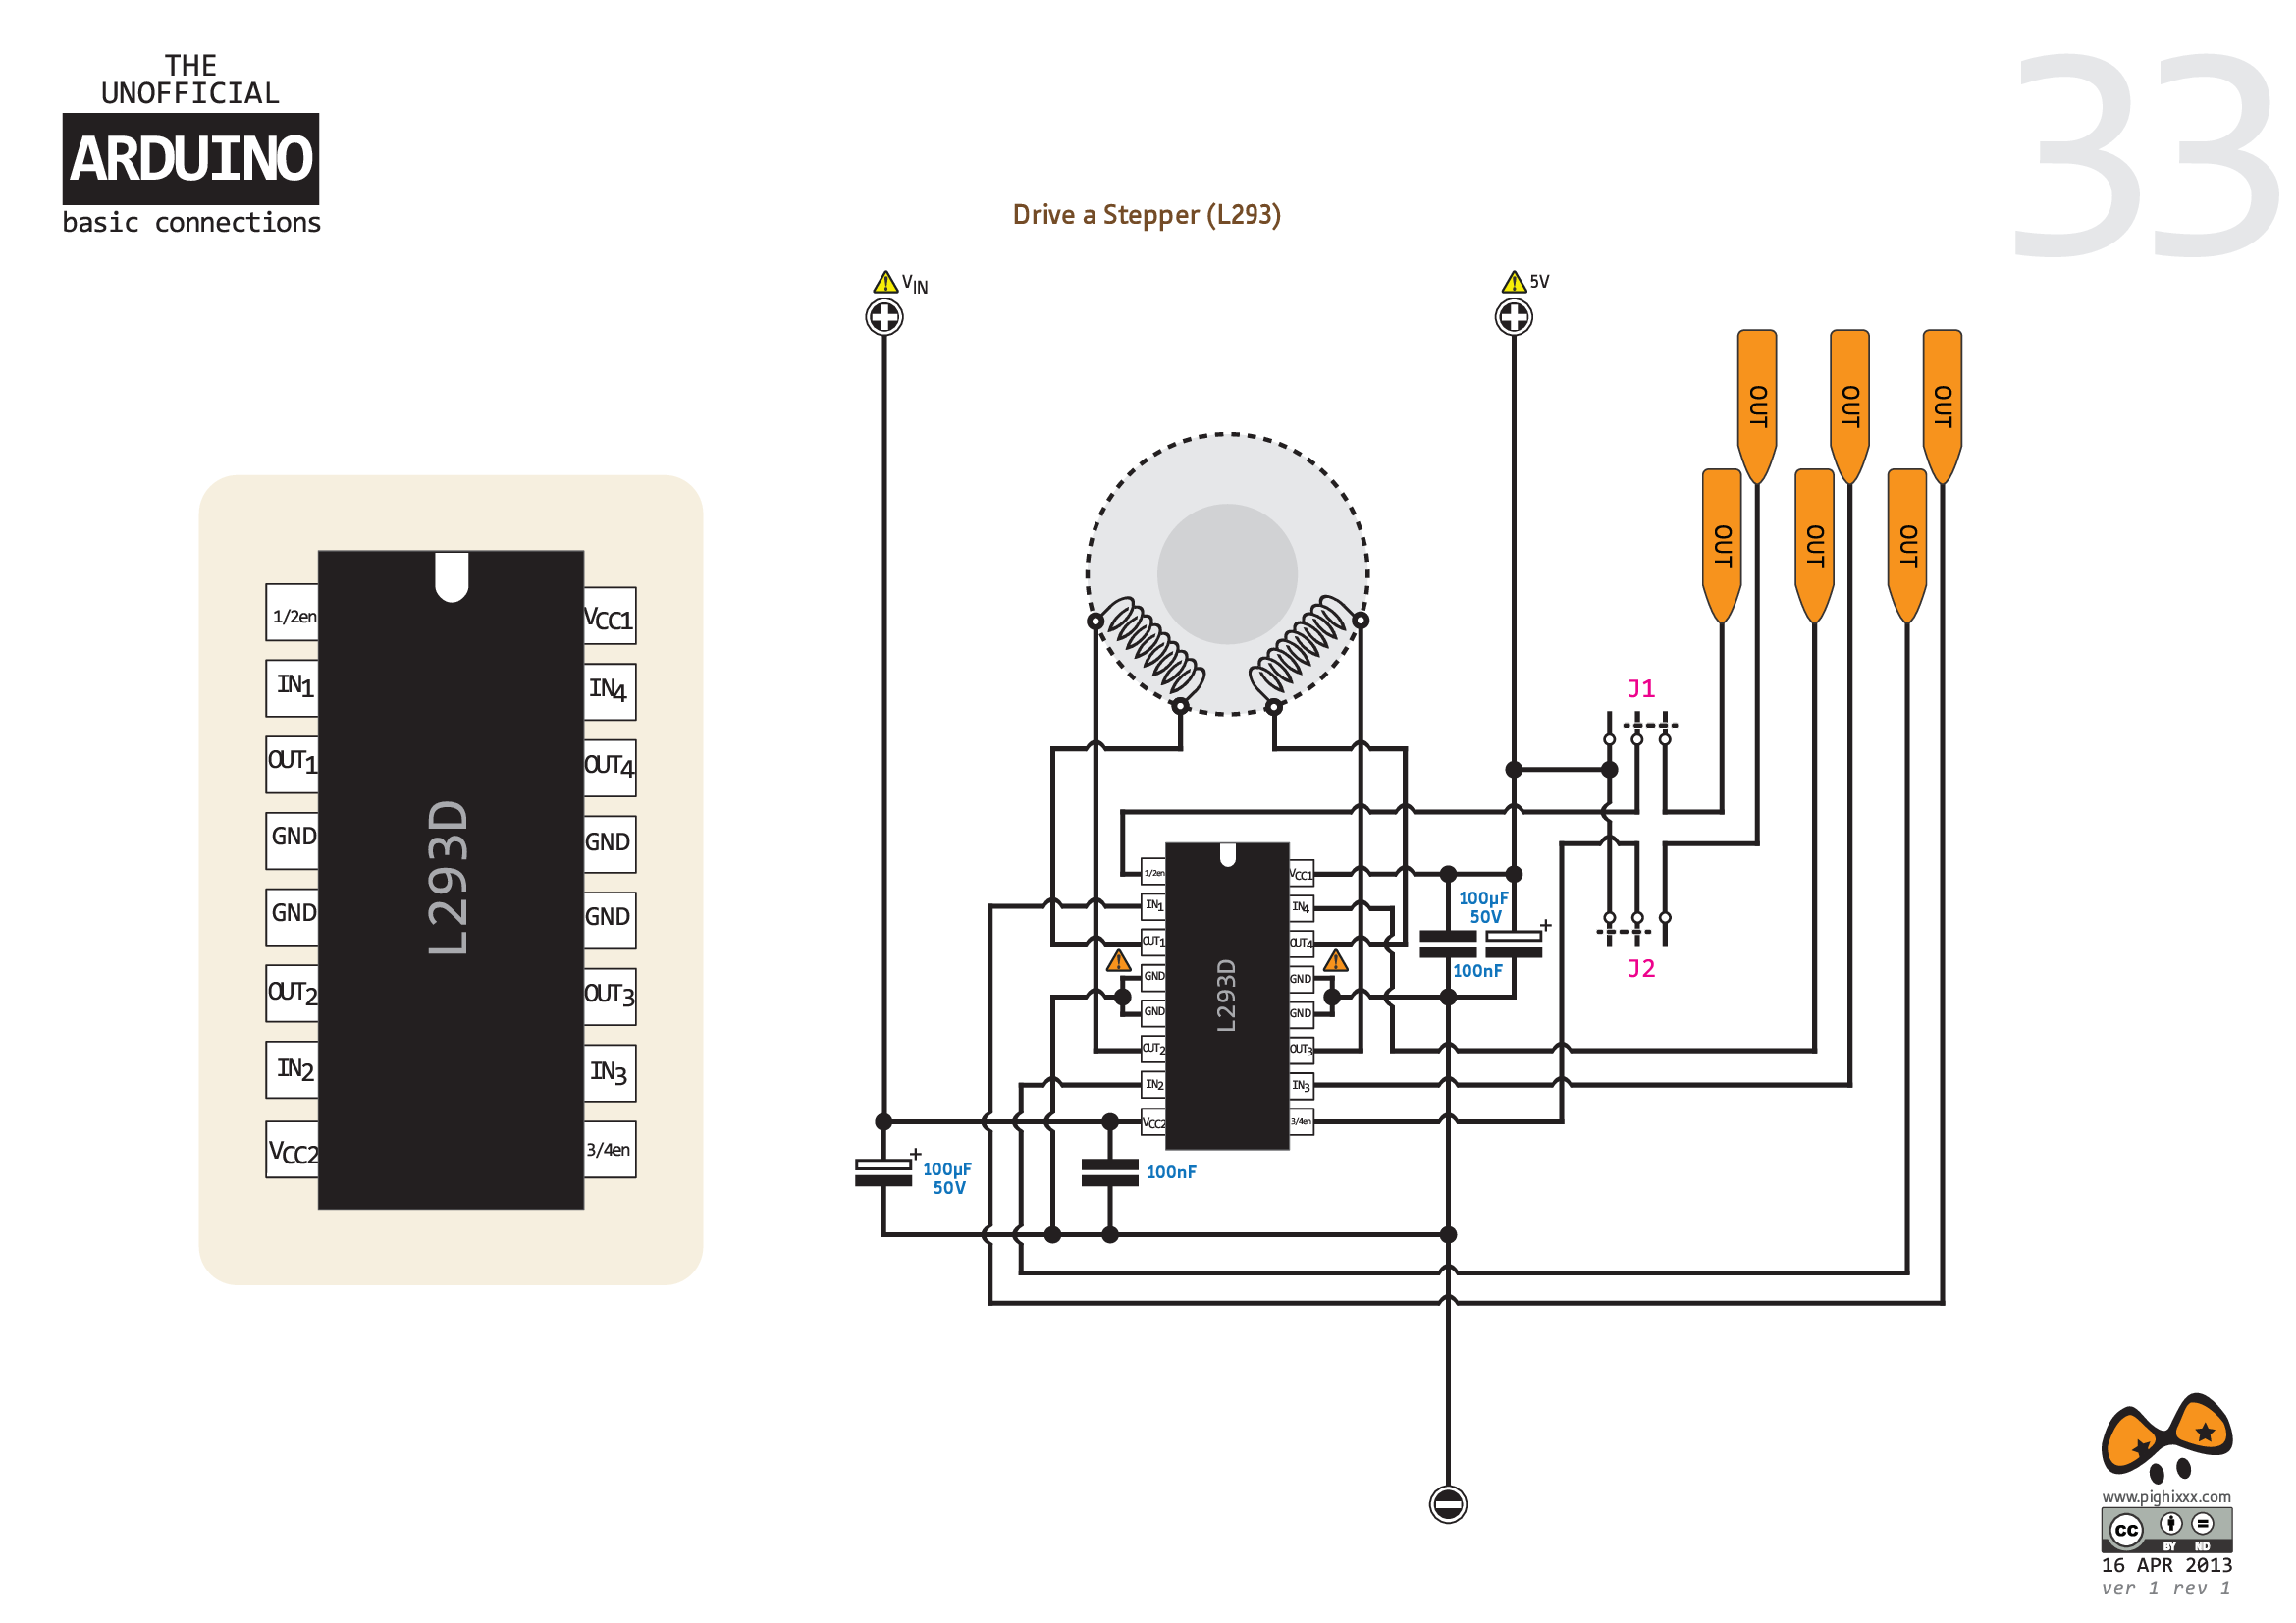 THE
UNOFFICIAL
ARDUINO
basic connections
33
Drive a Stepper (L293)
VIN
5V
OUT
OUT
OUT
OUT
OUT
OUT
1/2en
IN1
OUT1
GND
GND
OUT2
IN2
VCC2
L293D
VCC1
IN4
OUT4
GND
GND
OUT3
IN3
3/4en
J1
J2
1/2en
IN1
OUT1
GND
GND
OUT2
IN2
VCC2
L293D
VCC1
IN4
OUT4
GND
GND
OUT3
IN3
3/4en
100µF
50V
+
100nF
+
100µF
50V
100nF
www.pighixxx.com
cc
BY ND
16 APR 2013
ver 1 rev 1